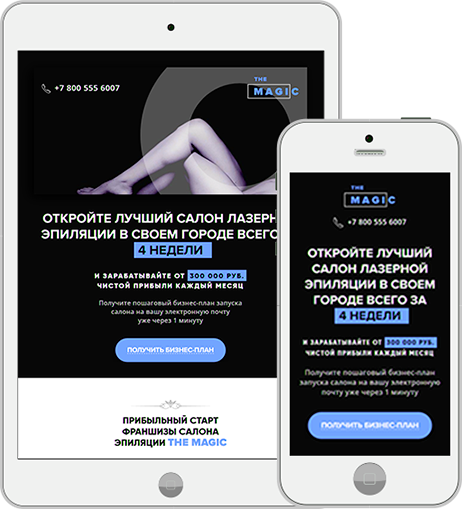 +7 800 555 6007
THE
MAGIC
ОТКРОЙТЕ ЛУЧШИЙ САЛОН ЛАЗЕРН
ЭПИЛЯЦИИ В СВОЕМ ГОРОДЕ ВСЕГО
4 НЕДЕЛИ
И ЗАРАБАТЫВАЙТЕ ОТ 300 000 РУБ.
ЧИСТОЙ ПРИБЫЛИ КАЖДЫЙ МЕСЯЦ
Получите пошаговый бизнес-план запуска
салона на вашу электронную почту
уже через 1 минуту
ПОЛУЧИТЬ БИЗНЕС-ПЛАН
ПРИБЫЛЬНЫЙ СТАРТ
ФРАНШИЗЫ САЛОНА
ЭПИЛЯЦИИ THE MAGIC
THE
MAGIC
+7 800 555 6007
ОТКРОЙТЕ ЛУЧШИЙ
САЛОН ЛАЗЕРНОЙ
ЭПИЛЯЦИИ В СВОЕМ
ГОРОДЕ ВСЕГО ЗА
4 НЕДЕЛИ
И ЗАРАБАТЫВАЙТЕ ОТ 300 000 РУБ.
ЧИСТОЙ ПРИБЫЛИ КАЖДЫЙ МЕСЯЦ
Получите пошаговый бизнес-план
запуска салона на вашу электронную
почту уже через 1 минуту
ПОЛУЧИТЬ БИЗНЕС-ПЛАН